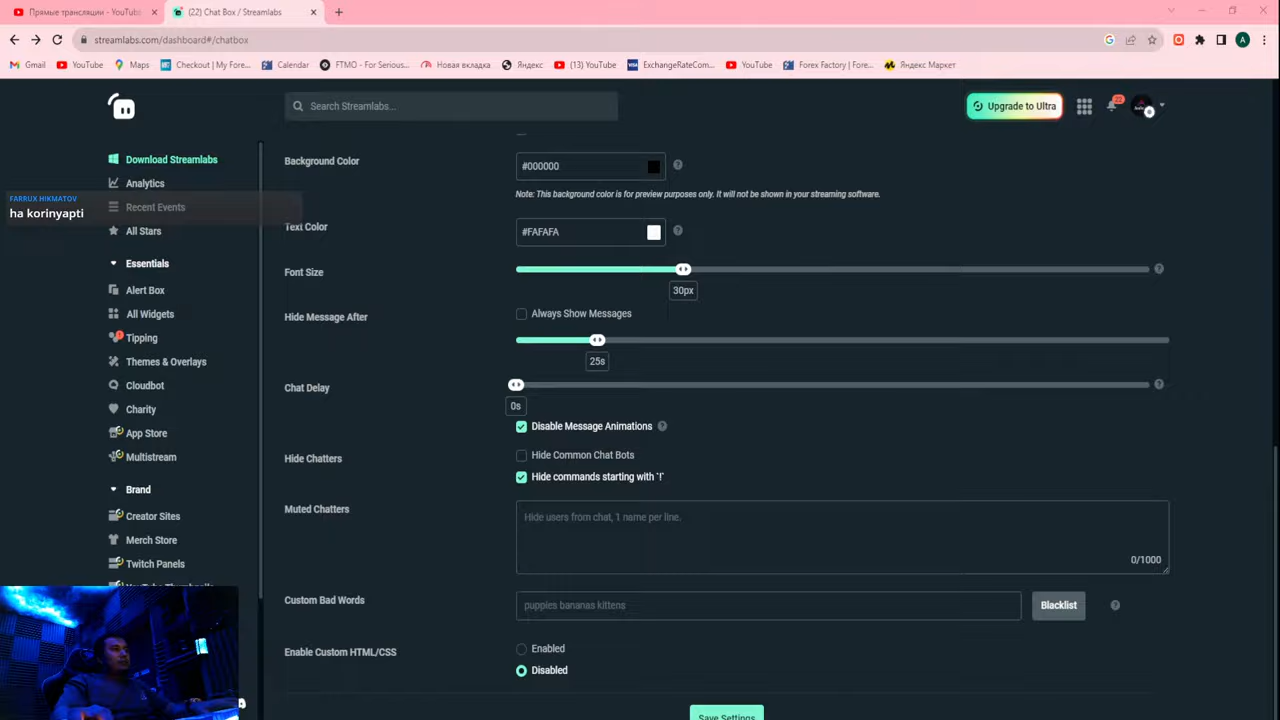 Прямые трансляции - YouTube
(22) Chat Box / Streamlabs
streamlabs.com/dashboard#/chatbox
Gmail
YouTube
Maps
Checkout | My Fore...
Calendar
FTMO - For Serious...
Новая вкладка
Яндекс
(13) YouTube
ExchangeRateCom...
YouTube
Forex Factory | Fore...
Яндекс Маркет
Search Streamlabs...
Upgrade to Ultra
22
Download Streamlabs
Analytics
Recent Events
All Stars
FARRUX HIKMATOV
ha korinyapti
Essentials
Alert Box
All Widgets
Tipping
Themes & Overlays
Cloudbot
Charity
App Store
Multistream
Brand
Creator Sites
Merch Store
Twitch Panels
Background Color
#000000
Note: This background color is for preview purposes only. It will not be shown in your streaming software.
Text Color
#FAFAFA
Font Size
30px
Hide Message After
Always Show Messages
25s
Chat Delay
0s
Disable Message Animations
Hide Chatters
Hide Common Chat Bots
Hide commands starting with `!`
Muted Chatters
Hide users from chat, 1 name per line.
0/1000
Custom Bad Words
puppies bananas kittens
Blacklist
Enable Custom HTML/CSS
Enabled
Disabled
Save Settings